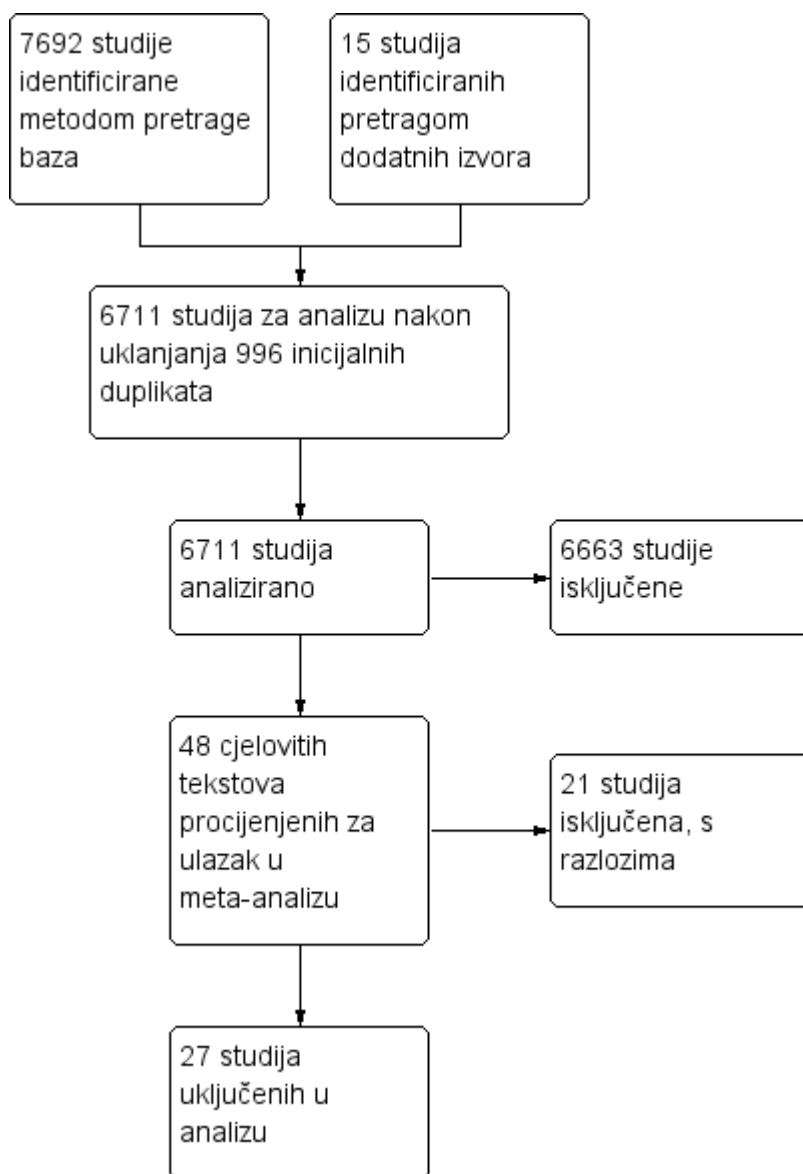 7692 studije
identificirane
metodom pretrage
baza
15 studija
identificiranih
pretragom
dodatnih izvora
6711 studija za analizu nakon
uklanjanja 996 inicijalnih
duplikata
6711 studija
analizirano
6663 studije
isključene
48 cjelovitih
tekstova
procijenjenih za
ulazak u
meta-analizu
21 studija
isključena, s
razlozima
27 studija
uključenih u
analizu